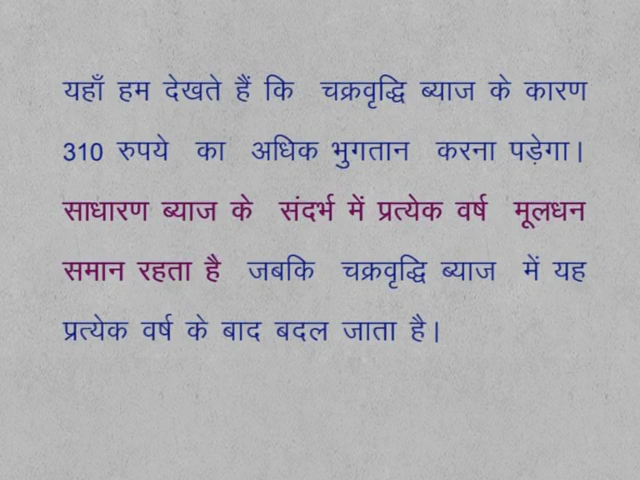 यहाँ हम देखते हैं कि चक्रवृद्धि ब्याज के कारण
310 रुपये का अधिक भुगतान करना पड़ेगा।
साधारण ब्याज के संदर्भ में प्रत्येक वर्ष मूलधन
समान रहता है जबकि चक्रवृद्धि ब्याज में यह
प्रत्येक वर्ष के बाद बदल जाता है।